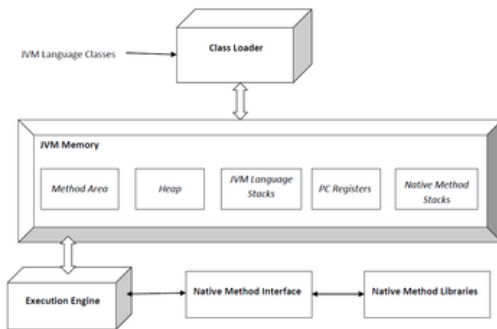 Class Loader
JVM Language Classes
JVM Memory
Method Area
Heap
JVM Language
Stacks
PC Registers
Native Method
Stacks
Execution Engine
Native Method Interface
Native Method Libraries